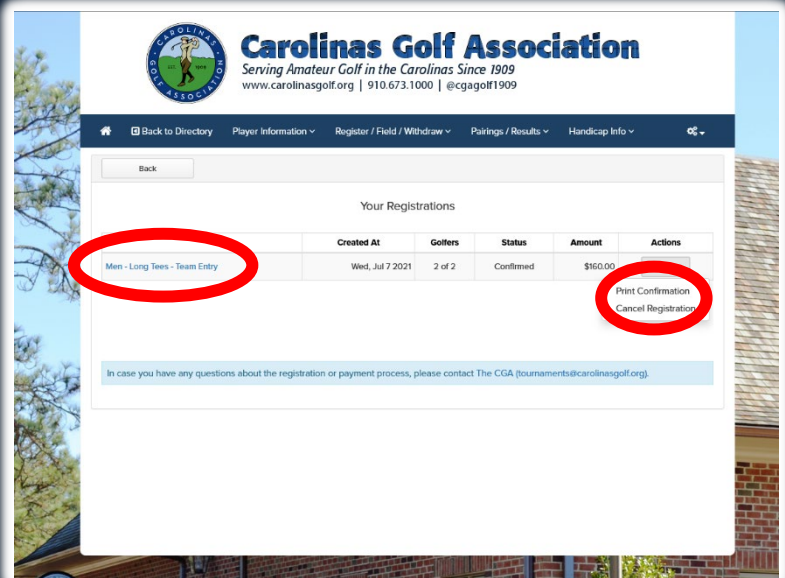 CAROLINAS
GOLF ASSOCIATION
EST. 1909
Carolinas Golf Association
Serving Amateur Golf in the Carolinas Since 1909
www.carolinasgolf.org | 910.673.1000 | @cgagolf1909
Back to Directory Player Information Register / Field / Withdraw Pairings / Results Handicap Info
Back
Your Registrations
Created At Golfers Status Amount Actions
Men - Long Tees - Team Entry Wed, Jul 7 2021 2 of 2 Confirmed $160.00
Print Confirmation
Cancel Registration
In case you have any questions about the registration or payment process, please contact The CGA (tournaments@carolinasgolf.org).